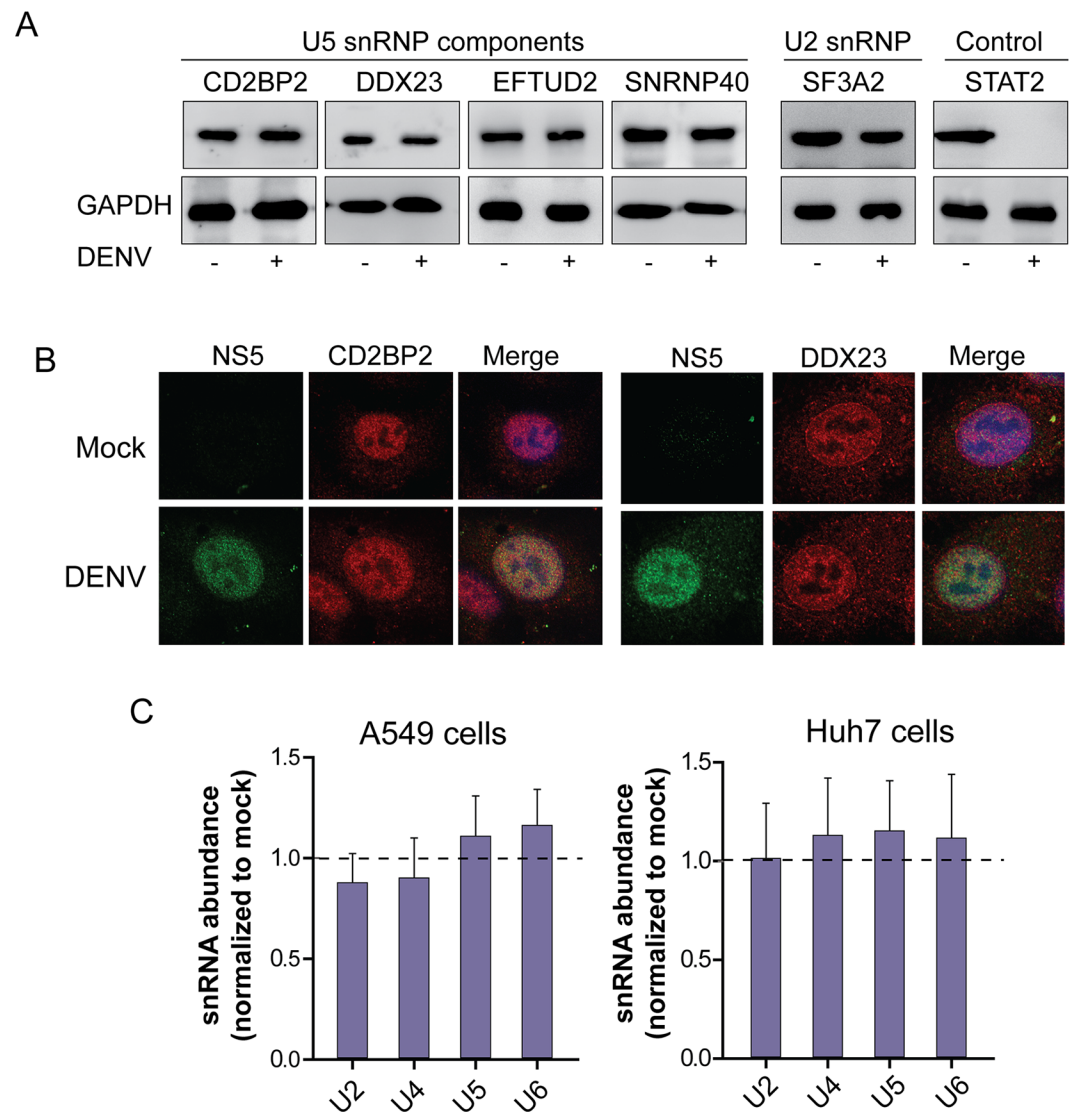 A
U5 snRNP components
U2 snRNP
Control
CD2BP2
DDX23
EFTUD2
SNRNP40
SF3A2
STAT2
GAPDH
DENV
- + - + - + - + - + - +
B
NS5
CD2BP2
Merge
NS5
DDX23
Merge
Mock
DENV
C
A549 cells
snRNA abundance
(normalized to mock)
1.5
1.0
0.5
0.0
U2
U4
U5
U6
Huh7 cells
snRNA abundance
(normalized to mock)
1.5
1.0
0.5
0.0
U2
U4
U5
U6